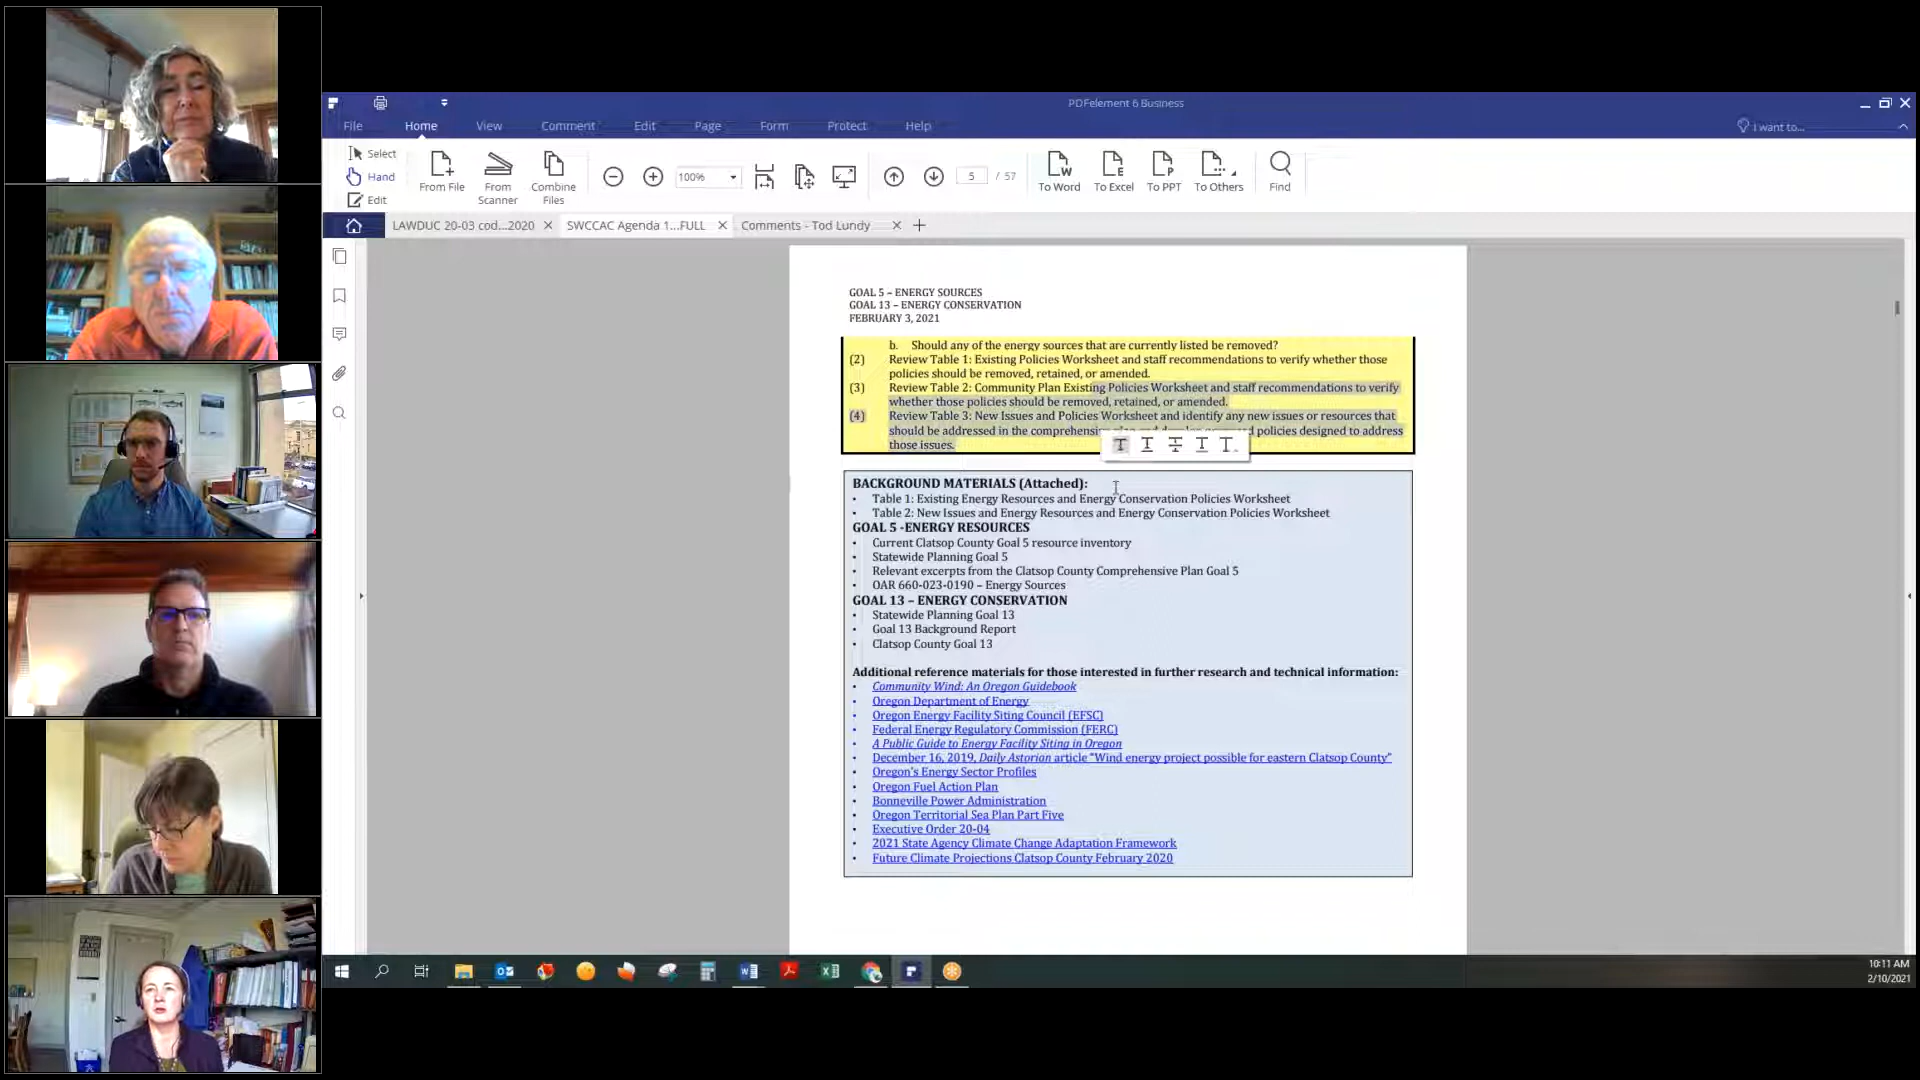 PDFelement 6 Business
File Home View Comment Edit Page Form Protect Help
I want to...
Select
Hand
Edit
From File
From Scanner
Combine Files
100%
5 / 57
To Word
To Excel
To PPT
To Others
Find
LAWDUC 20-03 cod...2020
SWCCAC Agenda 1...FULL
Comments - Tod Lundy
GOAL 5 – ENERGY SOURCES
GOAL 13 – ENERGY CONSERVATION
FEBRUARY 3, 2021
b. Should any of the energy sources that are currently listed be removed?
(2) Review Table 1: Existing Policies Worksheet and staff recommendations to verify whether those
policies should be removed, retained, or amended.
(3) Review Table 2: Community Plan Existing Policies Worksheet and staff recommendations to verify
whether those policies should be removed, retained, or amended.
(4) Review Table 3: New Issues and Policies Worksheet and identify any new issues or resources that
should be addressed in the comprehensive policies designed to address
those issues.
BACKGROUND MATERIALS (Attached):
• Table 1: Existing Energy Resources and Energy Conservation Policies Worksheet
• Table 2: New Issues and Energy Resources and Energy Conservation Policies Worksheet
GOAL 5 -ENERGY RESOURCES
• Current Clatsop County Goal 5 resource inventory
• Statewide Planning Goal 5
• Relevant excerpts from the Clatsop County Comprehensive Plan Goal 5
• OAR 660-023-0190 – Energy Sources
GOAL 13 – ENERGY CONSERVATION
• Statewide Planning Goal 13
• Goal 13 Background Report
• Clatsop County Goal 13
Additional reference materials for those interested in further research and technical information:
• Community Wind: An Oregon Guidebook
• Oregon Department of Energy
• Oregon Energy Facility Siting Council (EFSC)
• Federal Energy Regulatory Commission (FERC)
• A Public Guide to Energy Facility Siting in Oregon
• December 16, 2019, Daily Astorian article "Wind energy project possible for eastern Clatsop County"
• Oregon's Energy Sector Profiles
• Oregon Fuel Action Plan
• Bonneville Power Administration
• Oregon Territorial Sea Plan Part Five
• Executive Order 20-04
• 2021 State Agency Climate Change Adaptation Framework
• Future Climate Projections Clatsop County February 2020
10:11 AM
2/10/2021